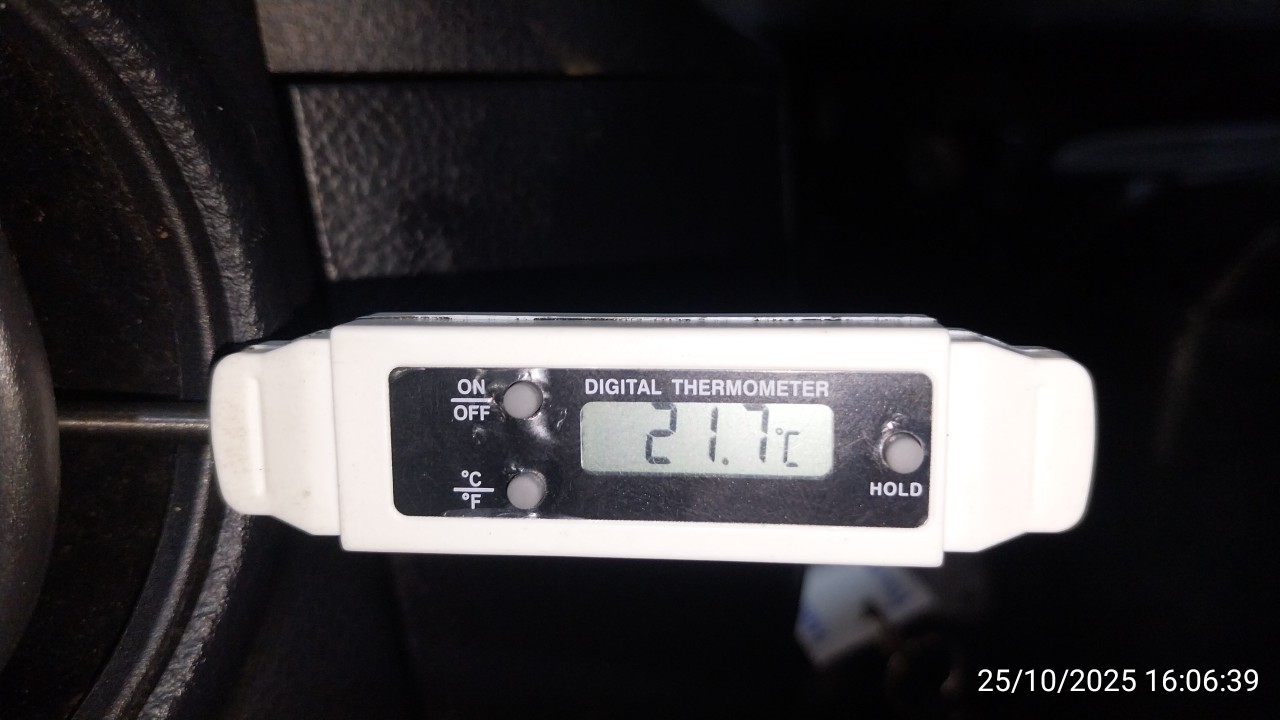 ON
OFF
DIGITAL THERMOMETER
21.7°C
°C
°F
HOLD
25/10/2025 16:06:39